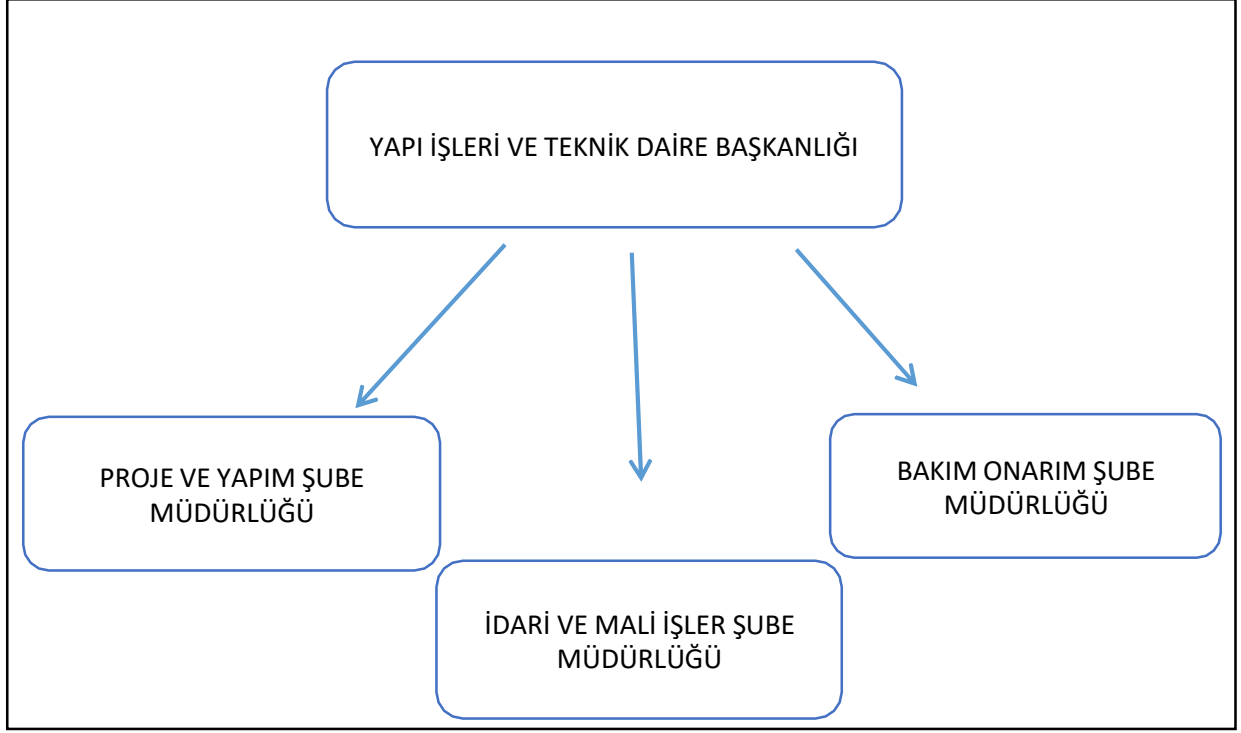 YAPI İŞLERİ VE TEKNİK DAİRE BAŞKANLIĞI
PROJE VE YAPIM ŞUBE
MÜDÜRLÜĞÜ
BAKIM ONARIM ŞUBE
MÜDÜRLÜĞÜ
İDARİ VE MALİ İŞLER ŞUBE
MÜDÜRLÜĞÜ